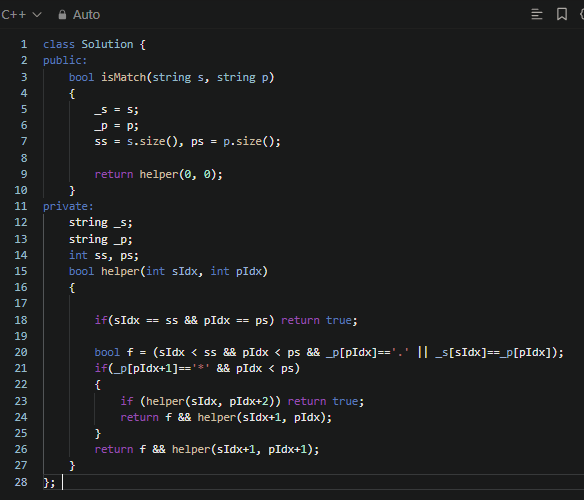 C++ Auto
1 class Solution {
2 public:
3     bool isMatch(string s, string p)
4     {
5         _s = s;
6         _p = p;
7         ss = s.size(), ps = p.size();
8
9         return helper(0, 0);
10     }
11 private:
12     string _s;
13     string _p;
14     int ss, ps;
15     bool helper(int sIdx, int pIdx)
16     {
17
18         if(sIdx == ss && pIdx == ps) return true;
19
20         bool f = (sIdx < ss && pIdx < ps && _p[pIdx]=='.' || _s[sIdx]==_p[pIdx]);
21         if(_p[pIdx+1]=='*' && pIdx < ps)
22         {
23             if (helper(sIdx, pIdx+2)) return true;
24             return f && helper(sIdx+1, pIdx);
25         }
26         return f && helper(sIdx+1, pIdx+1);
27     }
28 };